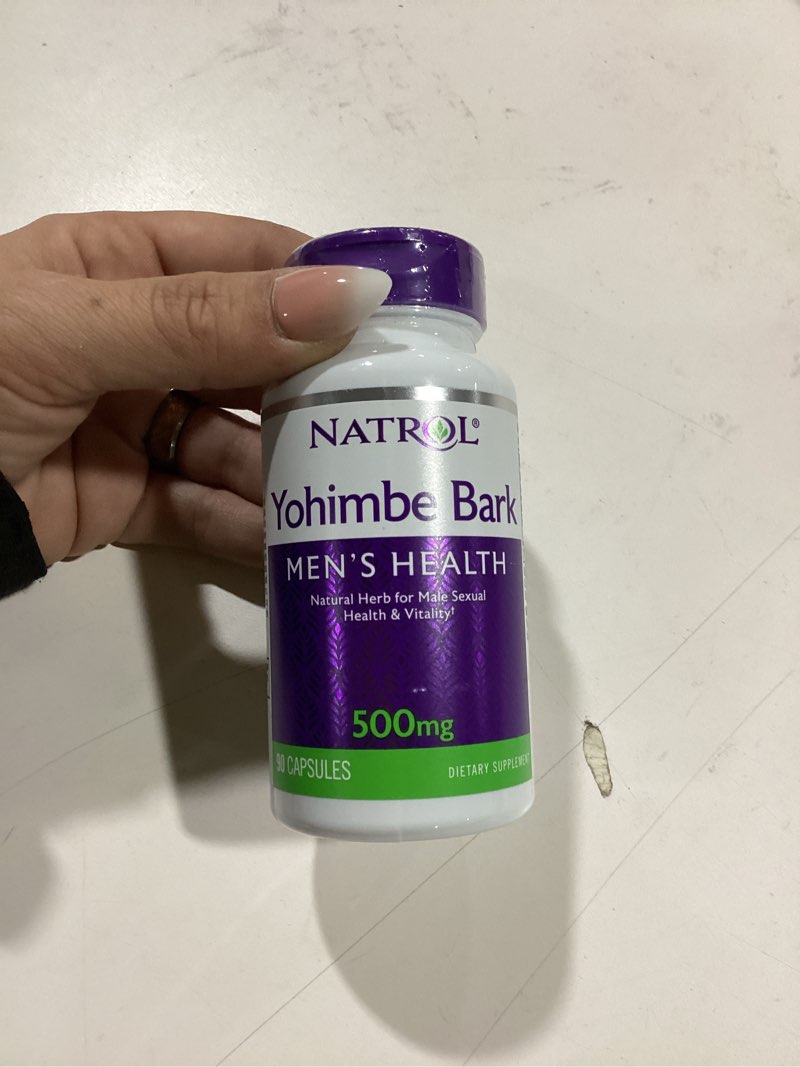 NATROL®
Yohimbe Bark
MEN'S HEALTH
Natural Herb for Male Sexual
Health & Vitality†
500mg
90 CAPSULES
DIETARY SUPPLEMENT